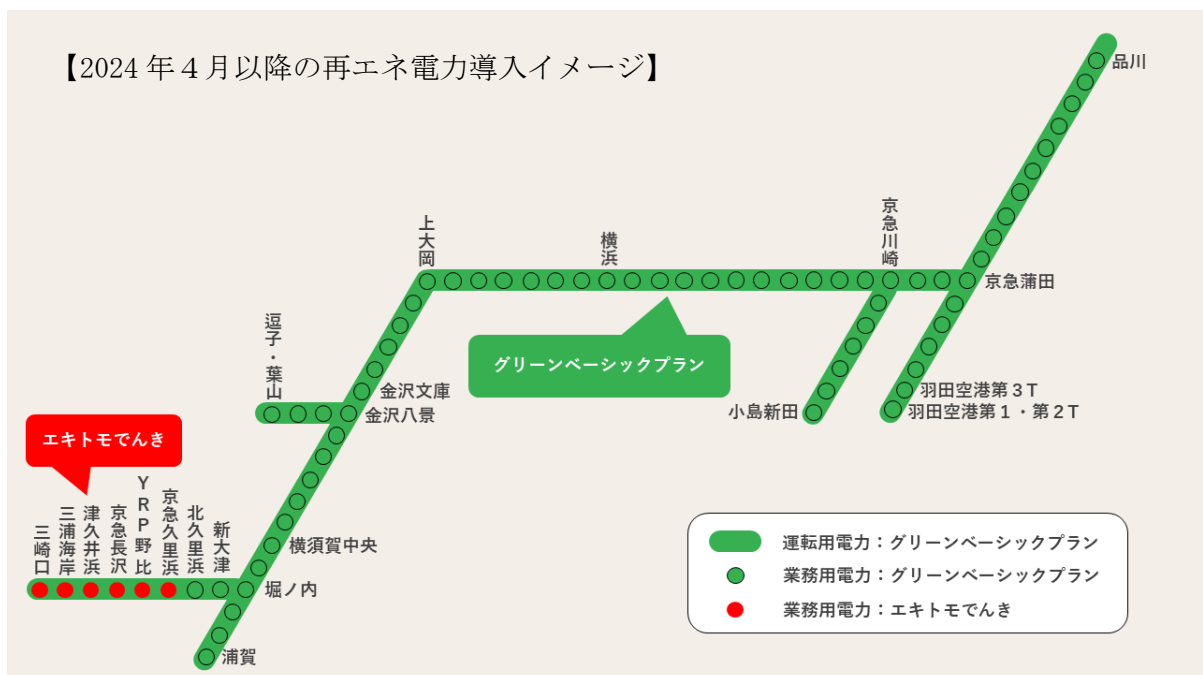 【2024年４月以降の再エネ電力導入イメージ】
品川
京急川崎
上大岡
横浜
京急蒲田
逗子・葉山
グリーンベーシックプラン
金沢文庫
羽田空港第３T
金沢八景
小島新田
羽田空港第１・第２T
エキトモでんき
三崎口
三浦海岸
津久井浜
京急長沢
YRP野比
京急久里浜
北久里浜
新大津
横須賀中央
堀ノ内
浦賀
運転用電力：グリーンベーシックプラン
業務用電力：グリーンベーシックプラン
業務用電力：エキトモでんき